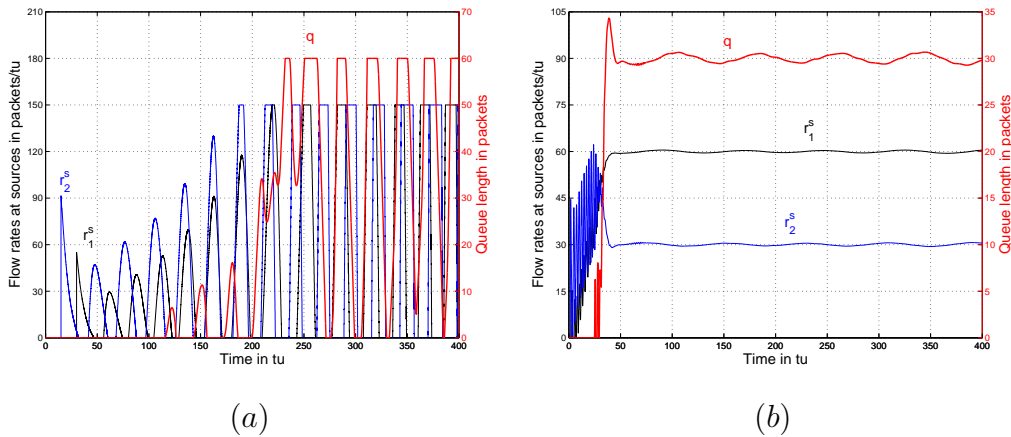 Flow rates at sources in packets/tu
210
180
150
120
90
60
30
0
0 50 100 150 200 250 300 350 400
Time in tu
70
60
50
40
30
20
10
0
Queue length in packets
q
r_2^s
r_1^s
(a)
Flow rates at sources in packets/tu
105
90
75
60
45
30
15
0
0 50 100 150 200 250 300 350 400
Time in tu
35
30
25
20
15
10
5
0
Queue length in packets
q
r_1^s
r_2^s
(b)